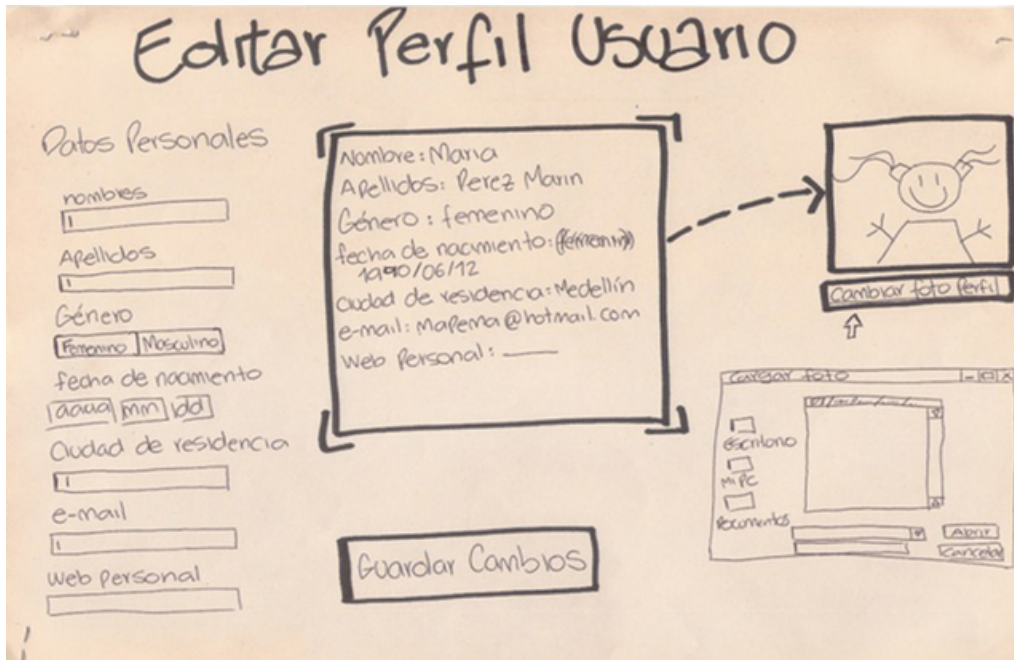 Editar Perfil Usuario
Datos Personales
nombres
Apellidos
Género
Femenino Masculino
fecha de nacimiento
aaaa mm dd
Ciudad de residencia
e-mail
web personal
Nombre: Maria
Apellidos: Perez Marin
Género: femenino
fecha de nacimiento:
1990/06/12
Ciudad de residencia: Medellín
e-mail: mapema@hotmail.com
web Personal:
Guardar Cambios
Cambiar foto Perfil
Cargar foto
escritorio
Mi PC
Documentos
Abrir
Cancelar